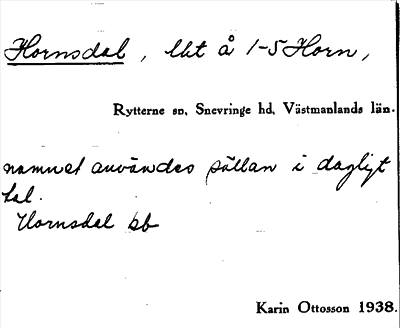 Hornsdal, lht å 1-5 Horn,
Rytterne sn, Snevringe hd, Västmanlands län.
namnet användes sällan i dagligt
tal.
Hornsdal sb
Karin Ottosson 1938.